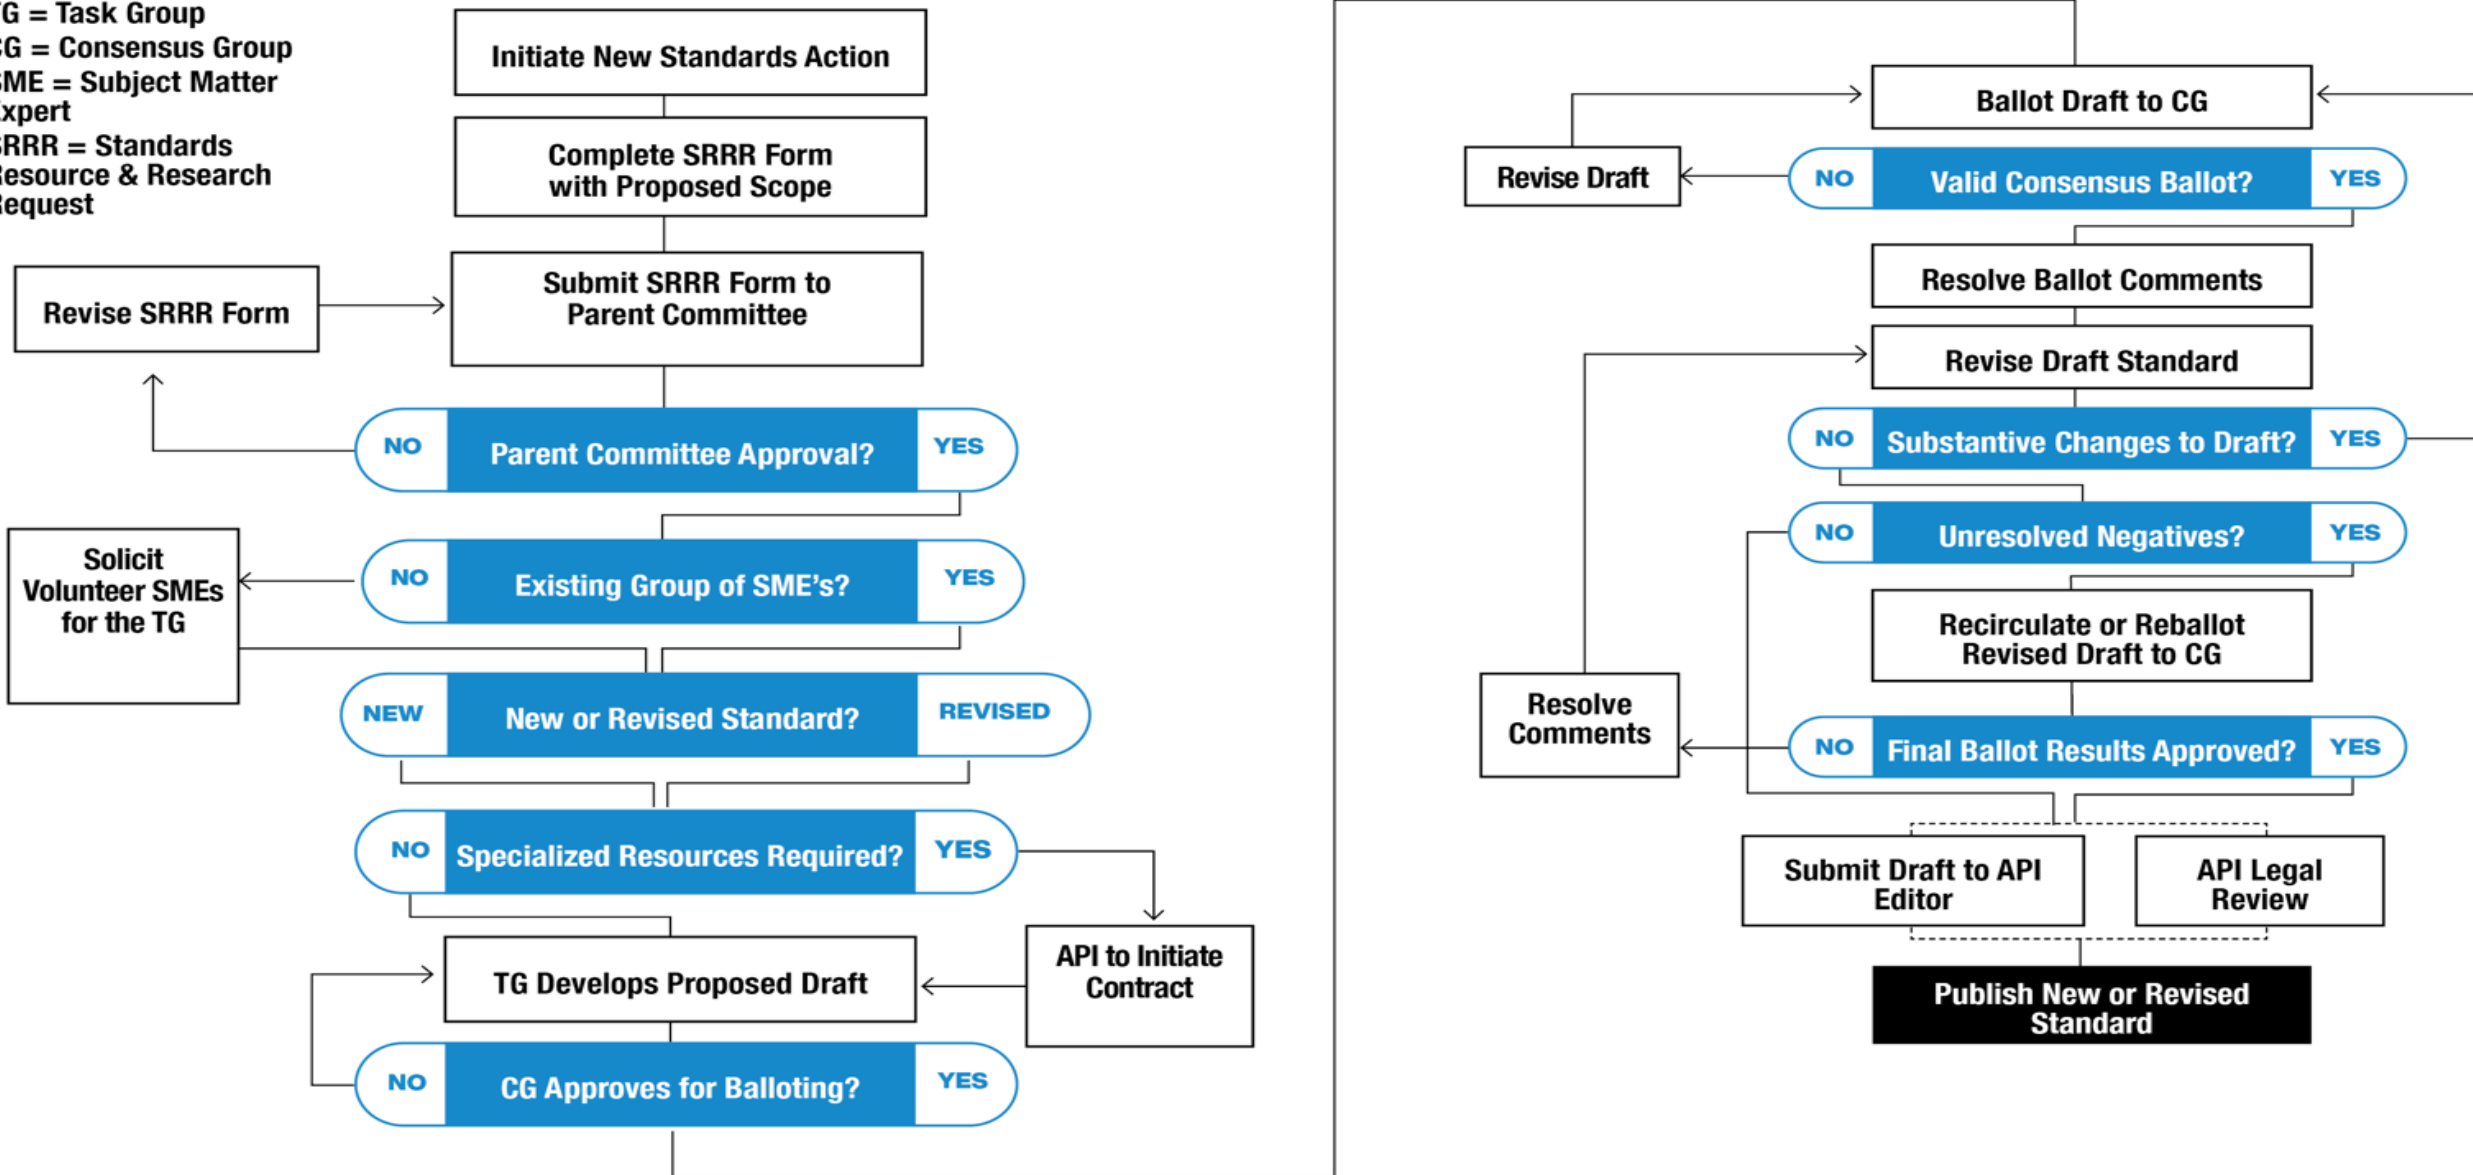 G = Task Group
CG = Consensus Group
SME = Subject Matter
Expert
SRRR = Standards
Resource & Research
Request
Initiate New Standards Action
Complete SRRR Form
with Proposed Scope
Submit SRRR Form to
Parent Committee
Revise SRRR Form
NO Parent Committee Approval? YES
Solicit
Volunteer SMEs
for the TG
NO Existing Group of SME’s? YES
NEW New or Revised Standard? REVISED
NO Specialized Resources Required? YES
TG Develops Proposed Draft
API to Initiate
Contract
NO CG Approves for Balloting? YES
Ballot Draft to CG
Revise Draft
NO Valid Consensus Ballot? YES
Resolve Ballot Comments
Revise Draft Standard
NO Substantive Changes to Draft? YES
NO Unresolved Negatives? YES
Recirculate or Reballot
Revised Draft to CG
Resolve
Comments
NO Final Ballot Results Approved? YES
Submit Draft to API
Editor
API Legal
Review
Publish New or Revised
Standard